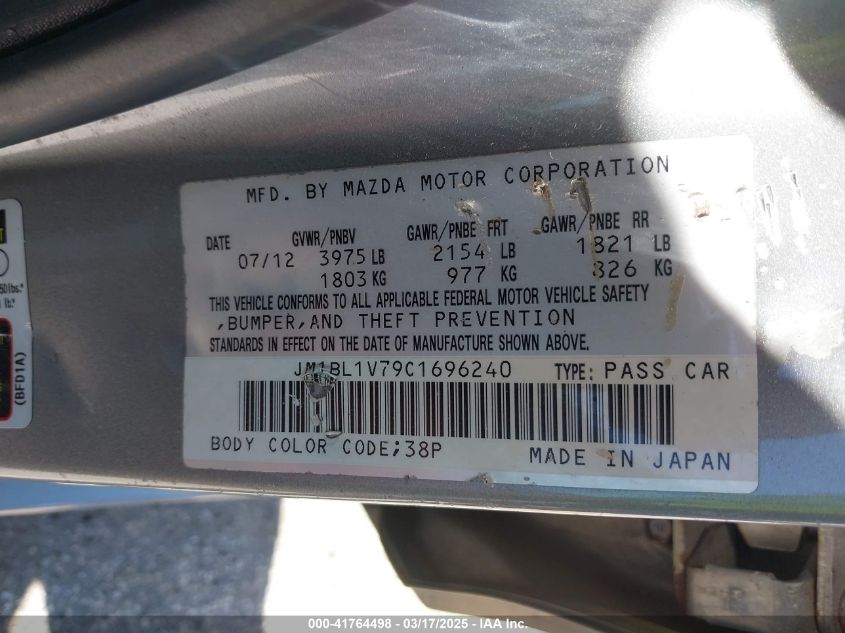 MFD. BY MAZDA MOTOR CORPORATION
DATE GVWR/PNBV GAWR/PNBE FRT GAWR/PNBE RR
07/12 3975 LB 2154 LB 1821 LB
1803 KG 977 KG 826 KG
THIS VEHICLE CONFORMS TO ALL APPLICABLE FEDERAL MOTOR VEHICLE SAFETY
,BUMPER,AND THEFT PREVENTION
STANDARDS IN EFFECT ON THE DATE OF MANUFACTURE SHOWN ABOVE.
JM1BL1V79C1696240 TYPE: PASS CAR
BODY COLOR CODE;38P MADE IN JAPAN
(BFD1A)
000-41764498 - 03/17/2025 - IAA Inc.